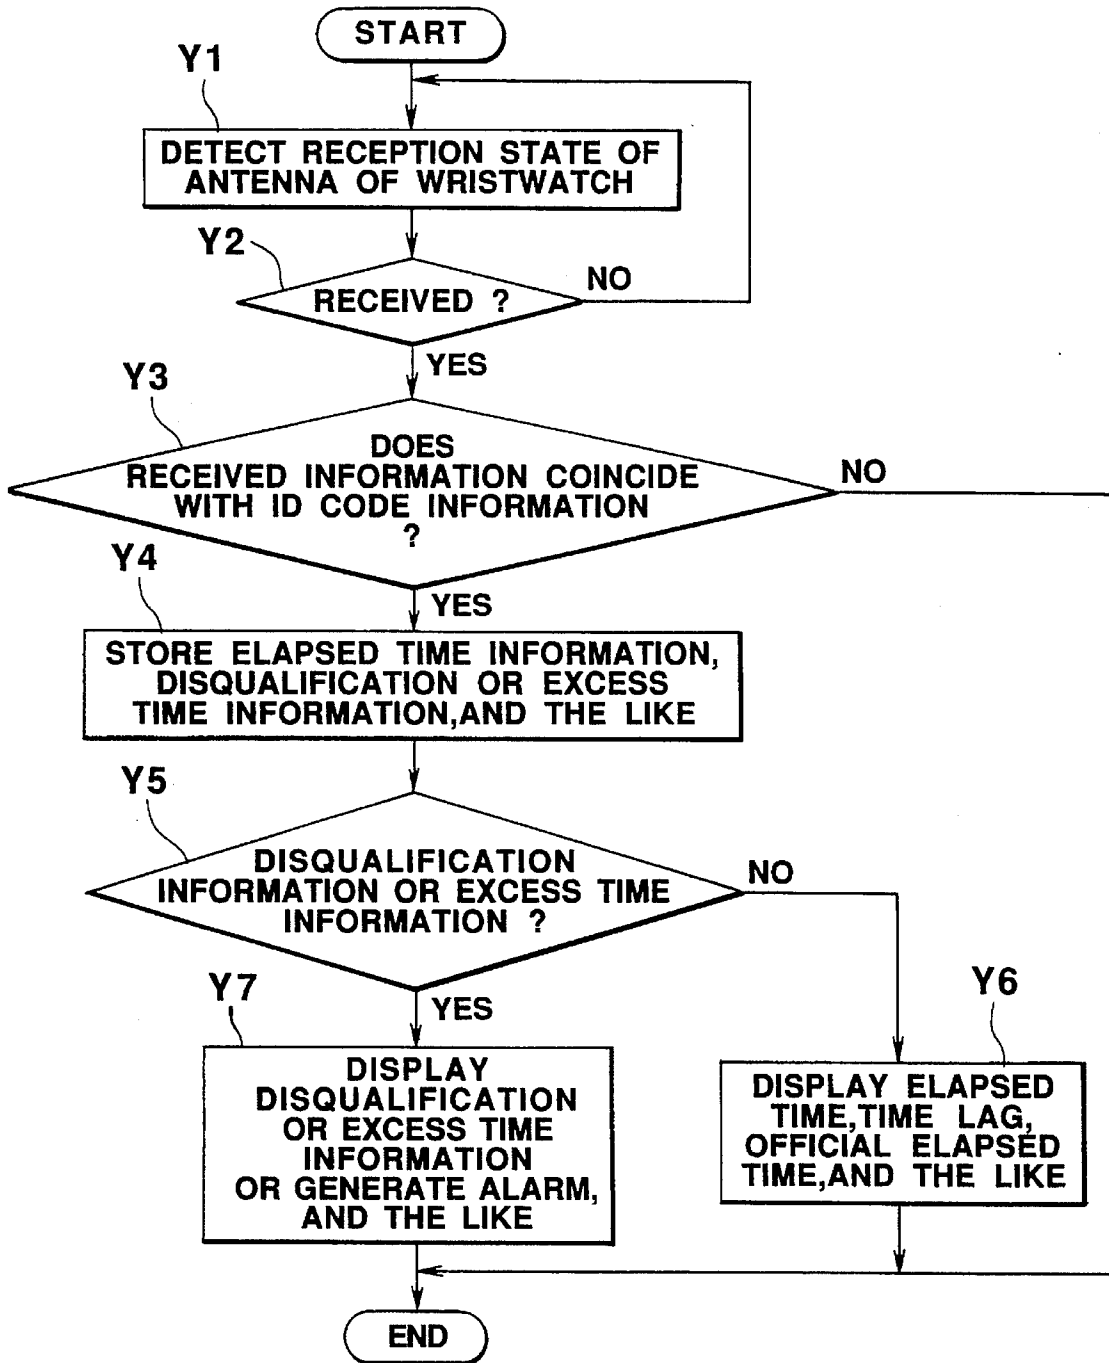 START
Y1
DETECT RECEPTION STATE OF
ANTENNA OF WRISTWATCH
Y2
RECEIVED ?
NO
YES
Y3
DOES
RECEIVED INFORMATION COINCIDE
WITH ID CODE INFORMATION
?
NO
YES
Y4
STORE ELAPSED TIME INFORMATION,
DISQUALIFICATION OR EXCESS
TIME INFORMATION,AND THE LIKE
Y5
DISQUALIFICATION
INFORMATION OR EXCESS TIME
INFORMATION ?
NO
YES
Y7
DISPLAY
DISQUALIFICATION
OR EXCESS TIME
INFORMATION
OR GENERATE ALARM,
AND THE LIKE
Y6
DISPLAY ELAPSED
TIME,TIME LAG,
OFFICIAL ELAPSED
TIME,AND THE LIKE
END